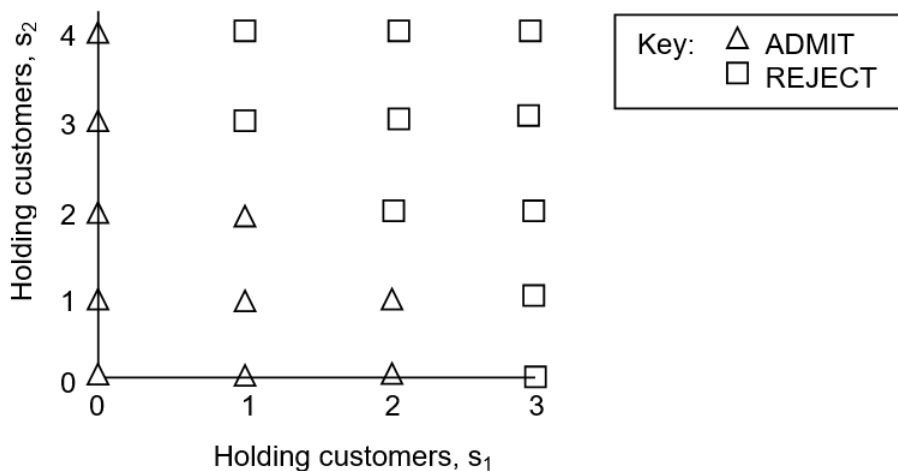 Holding customers, s₂
4
3
2
1
0
0 1 2 3
Holding customers, s₁
Key: ADMIT
REJECT